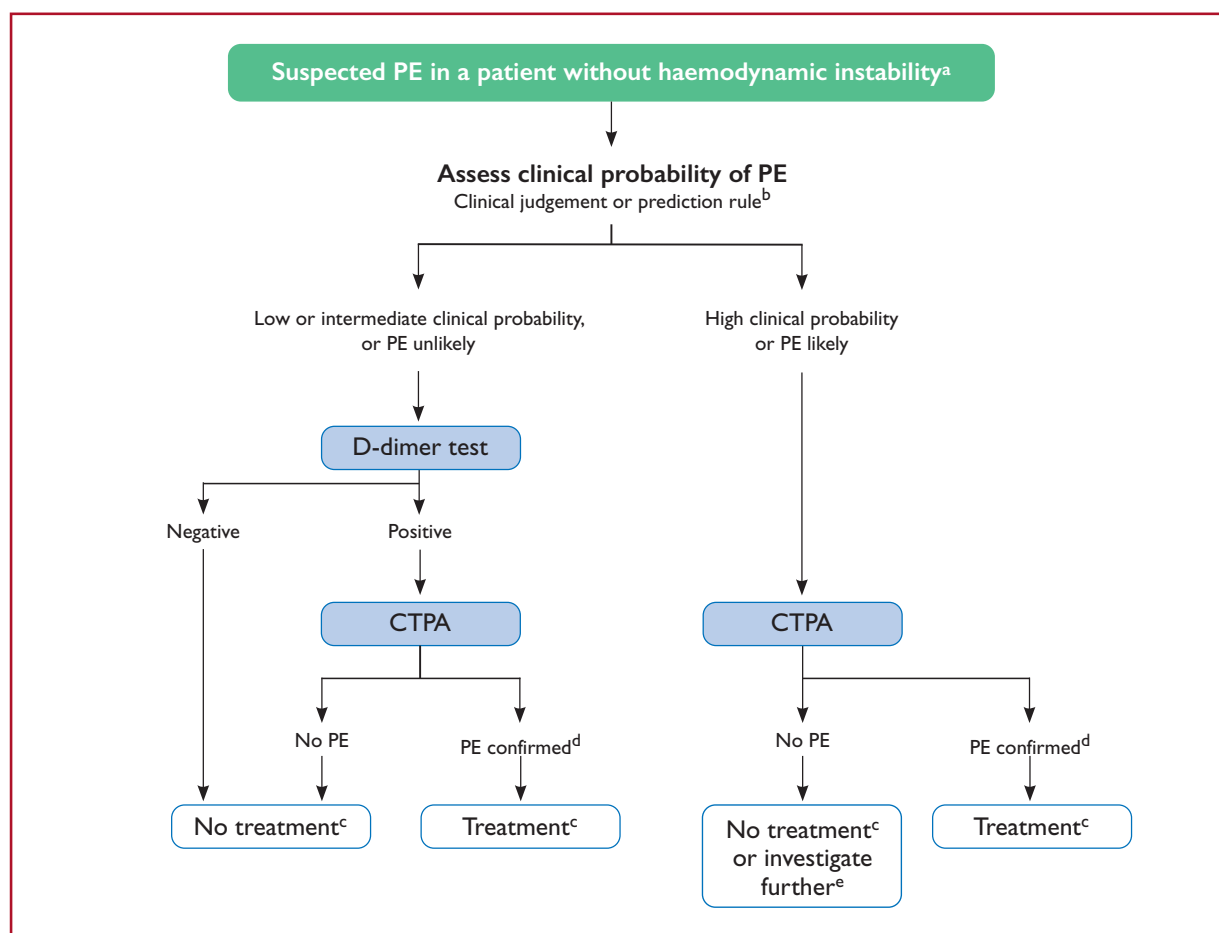 Suspected PE in a patient without haemodynamic instabilityᵃ
Assess clinical probability of PE
Clinical judgement or prediction ruleᵇ
Low or intermediate clinical probability,
or PE unlikely
High clinical probability
or PE likely
D-dimer test
Negative
Positive
CTPA
CTPA
No PE
PE confirmedᵈ
No PE
PE confirmedᵈ
No treatmentᶜ
Treatmentᶜ
No treatmentᶜ
or investigate
furtherᵉ
Treatmentᶜ